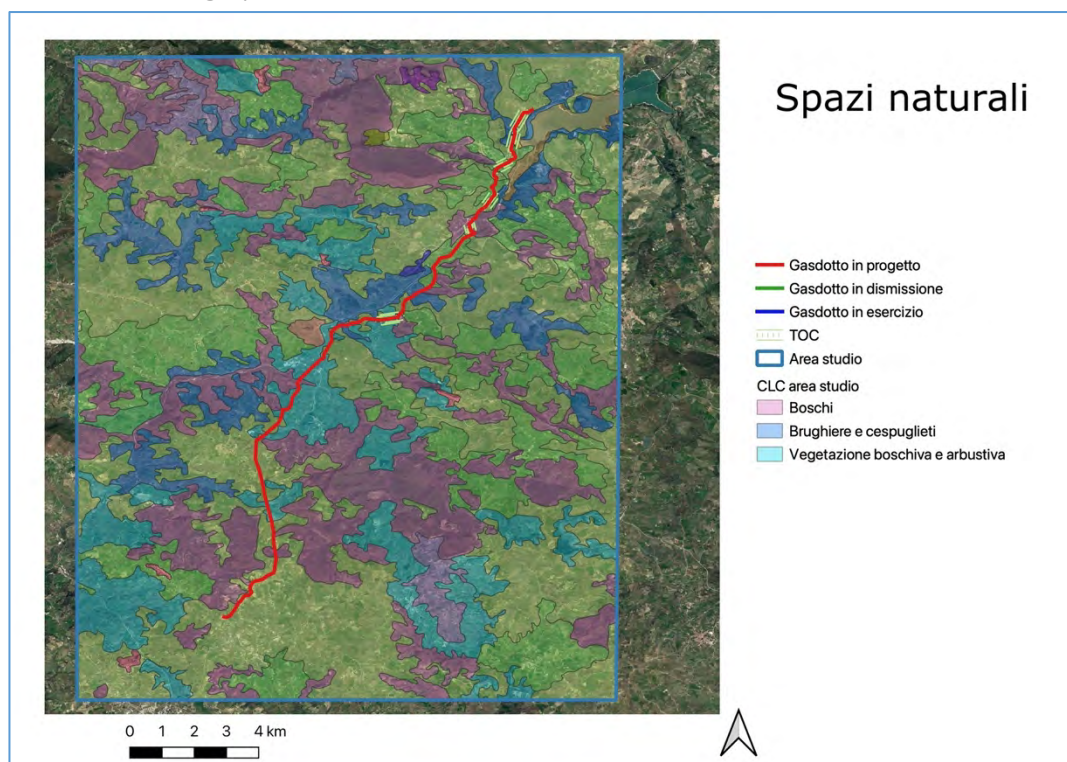 Spazi naturali
Gasdotto in progetto
Gasdotto in dismissione
Gasdotto in esercizio
TOC
Area studio
CLC area studio
Boschi
Brughiere e cespuglieti
Vegetazione boschiva e arbustiva
0 1 2 3 4 km